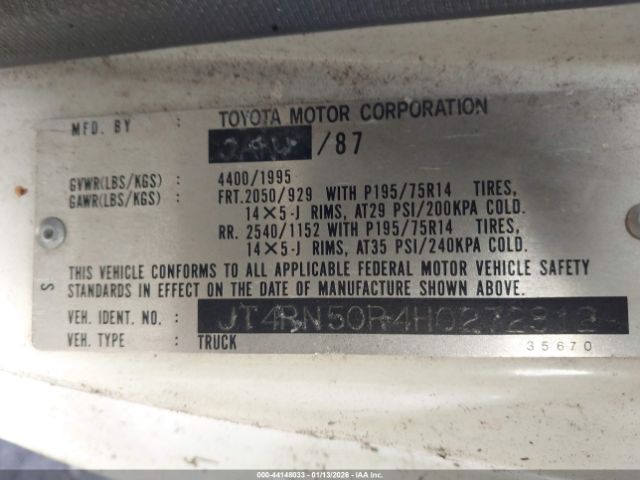 MFD. BY : TOYOTA MOTOR CORPORATION
/87
GVWR(LBS/KGS) : 4400/1995
GAWR(LBS/KGS) : FRT.2050/929 WITH P195/75R14 TIRES,
14×5-J RIMS, AT29 PSI/200KPA COLD.
RR. 2540/1152 WITH P195/75R14 TIRES,
14×5-J RIMS, AT35 PSI/240KPA COLD.
THIS VEHICLE CONFORMS TO ALL APPLICABLE FEDERAL MOTOR VEHICLE SAFETY
S STANDARDS IN EFFECT ON THE DATE OF MANUFACTURE SHOWN ABOVE.
VEH. IDENT. NO. : JT4RN50R4H0272812
VEH. TYPE : TRUCK 35670
000-44148033 - 01/13/2026 - COPYRIGHT IAA, LLC.